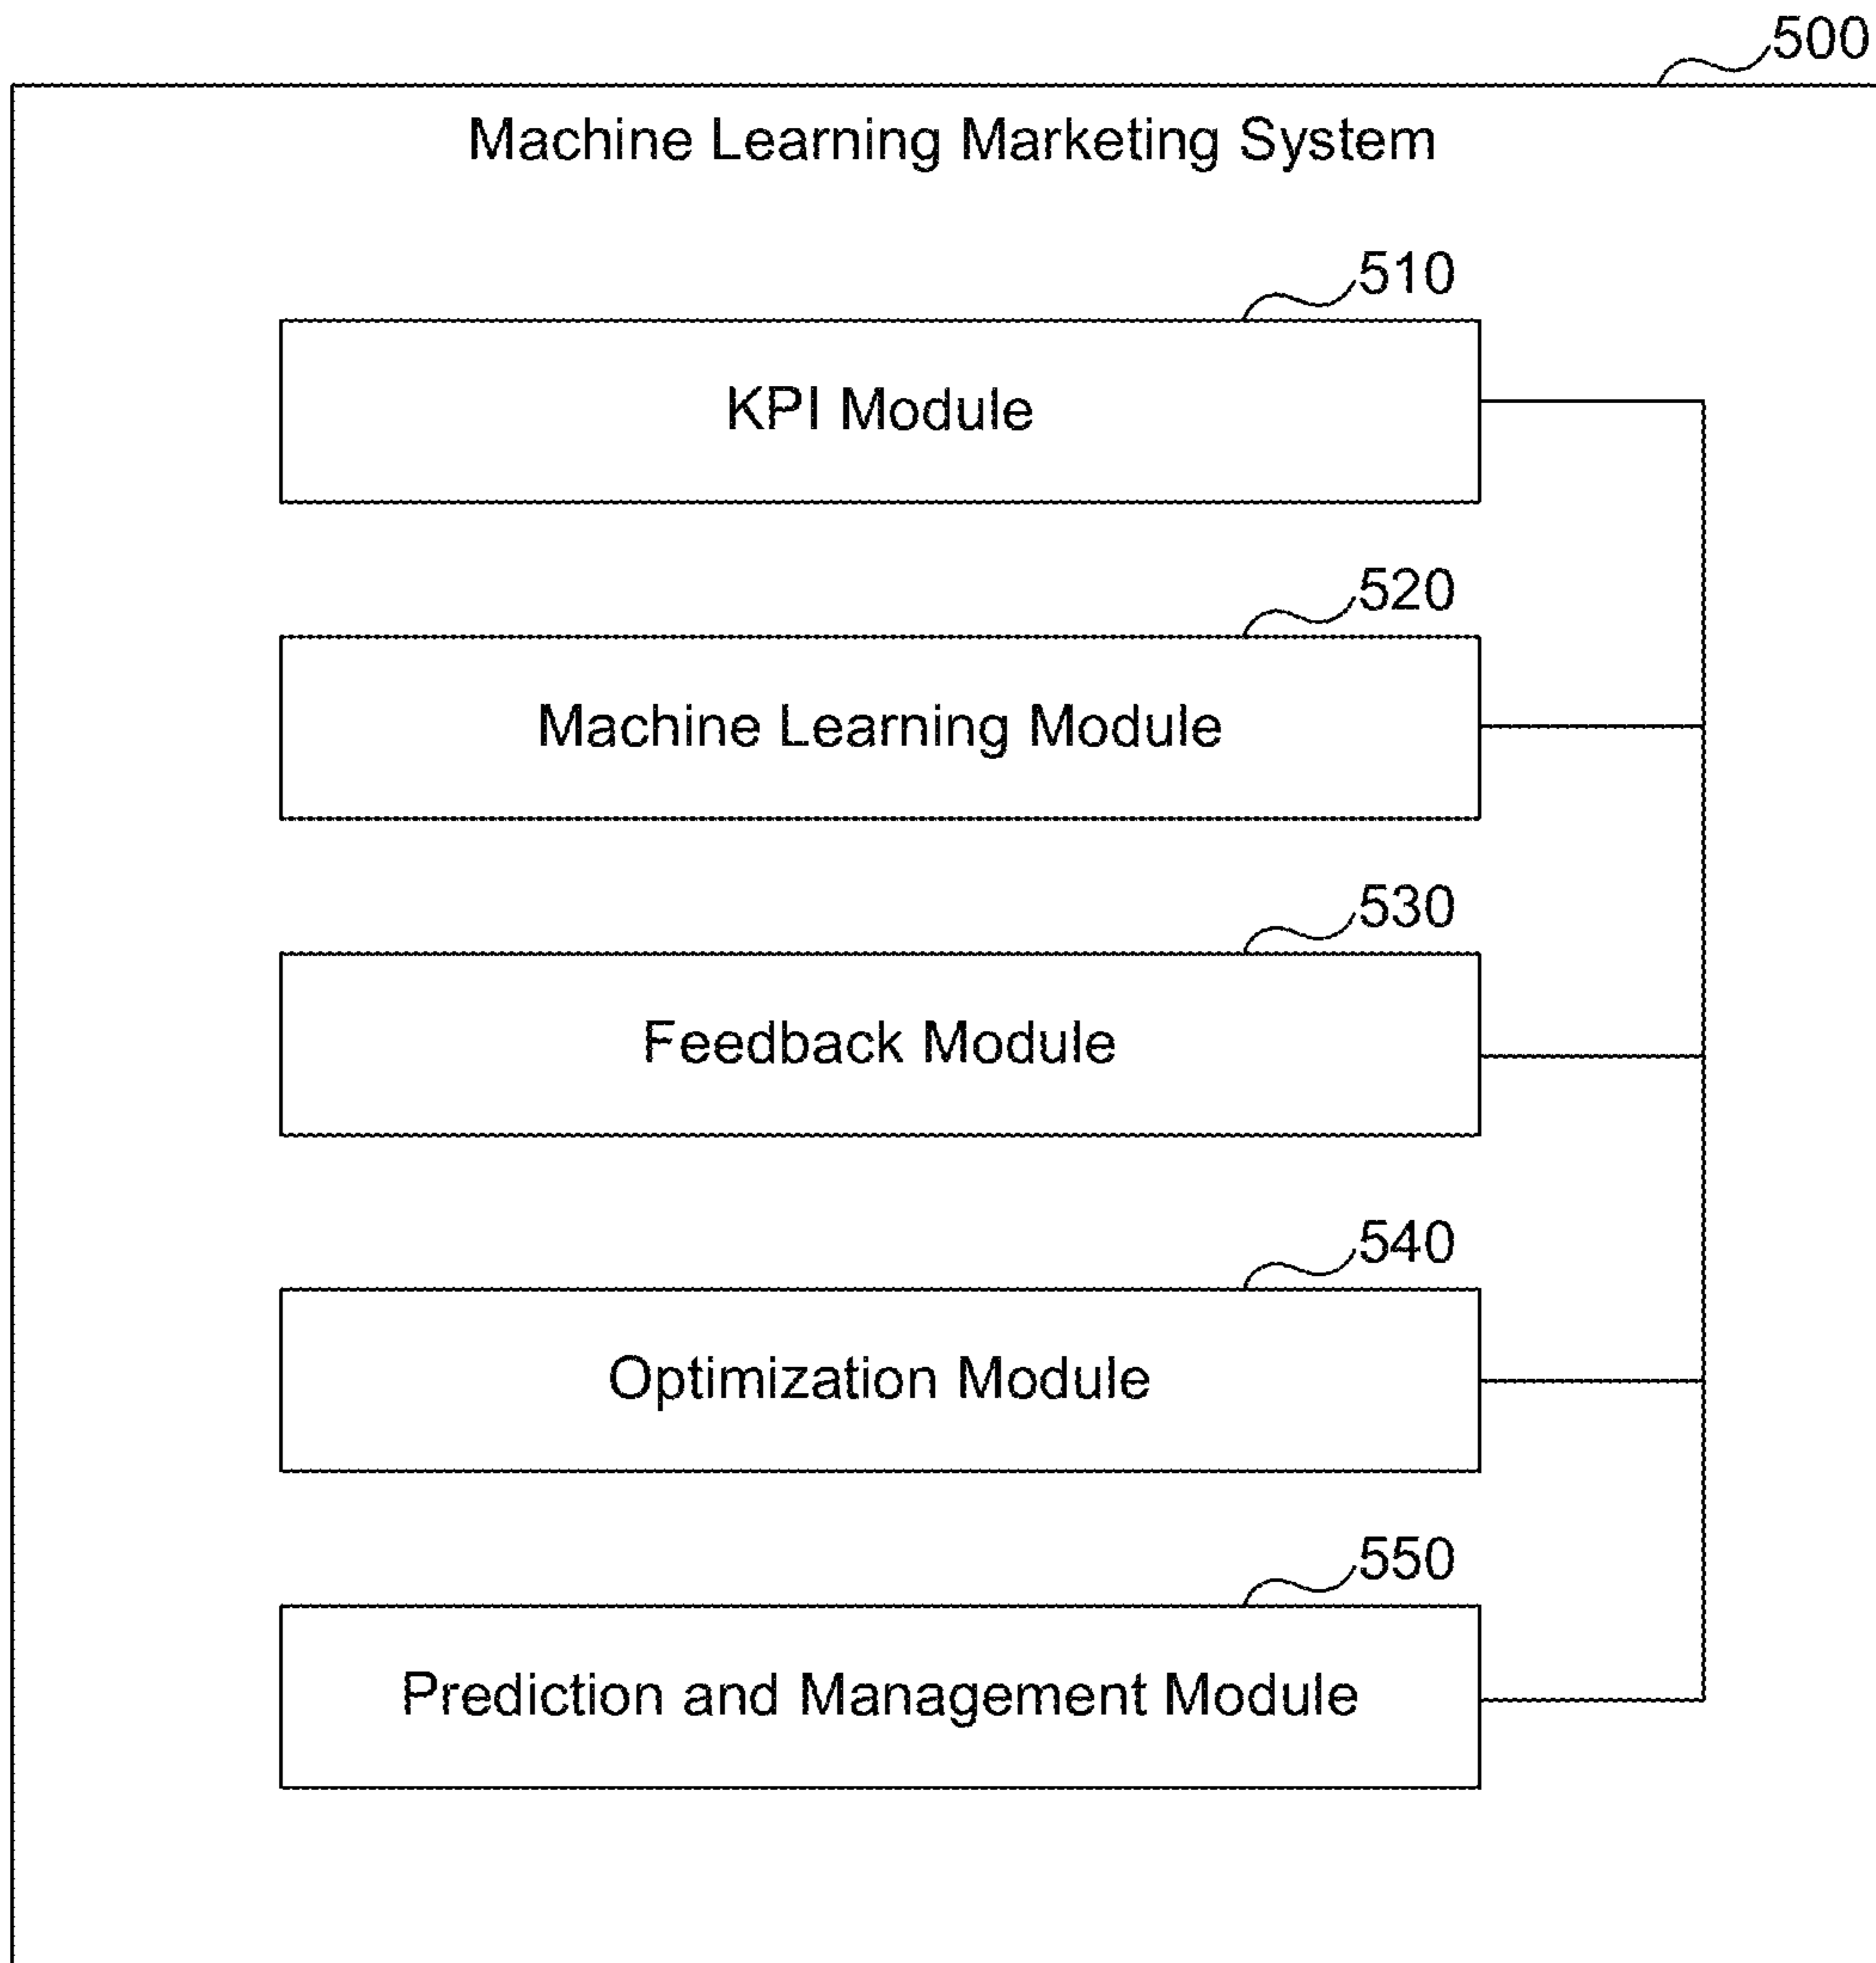 500
Machine Learning Marketing System
510
KPI Module
520
Machine Learning Module
530
Feedback Module
540
Optimization Module
550
Prediction and Management Module